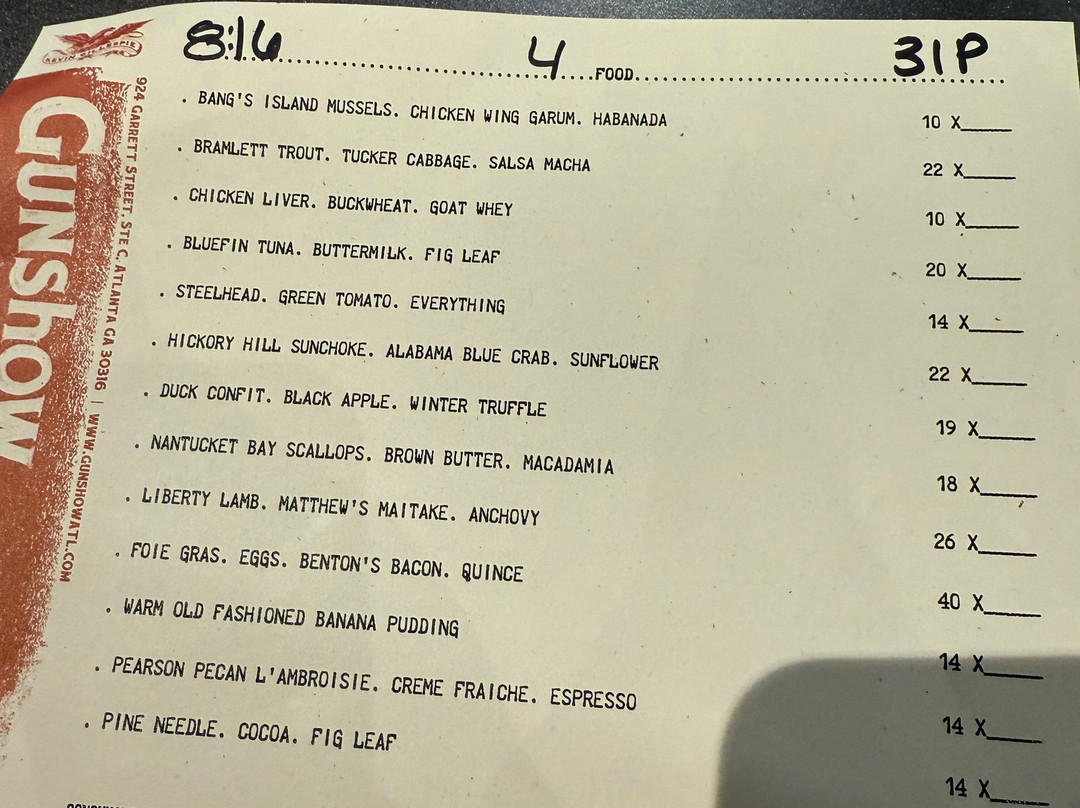 8:16 4 FOOD 31P
. BANG'S ISLAND MUSSELS. CHICKEN WING GARUM. HABANADA 10 X
. BRAMLETT TROUT. TUCKER CABBAGE. SALSA MACHA 22 X
. CHICKEN LIVER. BUCKWHEAT. GOAT WHEY 10 X
. BLUEFIN TUNA. BUTTERMILK. FIG LEAF 20 X
. STEELHEAD. GREEN TOMATO. EVERYTHING 14 X
. HICKORY HILL SUNCHOKE. ALABAMA BLUE CRAB. SUNFLOWER 22 X
. DUCK CONFIT. BLACK APPLE. WINTER TRUFFLE 19 X
. NANTUCKET BAY SCALLOPS. BROWN BUTTER. MACADAMIA 18 X
. LIBERTY LAMB. MATTHEW'S MAITAKE. ANCHOVY 26 X
. FOIE GRAS. EGGS. BENTON'S BACON. QUINCE 40 X
. WARM OLD FASHIONED BANANA PUDDING 14 X
. PEARSON PECAN L'AMBROISIE. CREME FRAICHE. ESPRESSO 14 X
. PINE NEEDLE. COCOA. FIG LEAF 14 X
KEVIN GILLESPIE
GUNShOW
924 GARRETT STREET, STE C, ATLANTA GA 30316 | WWW.GUNSHOWATL.COM